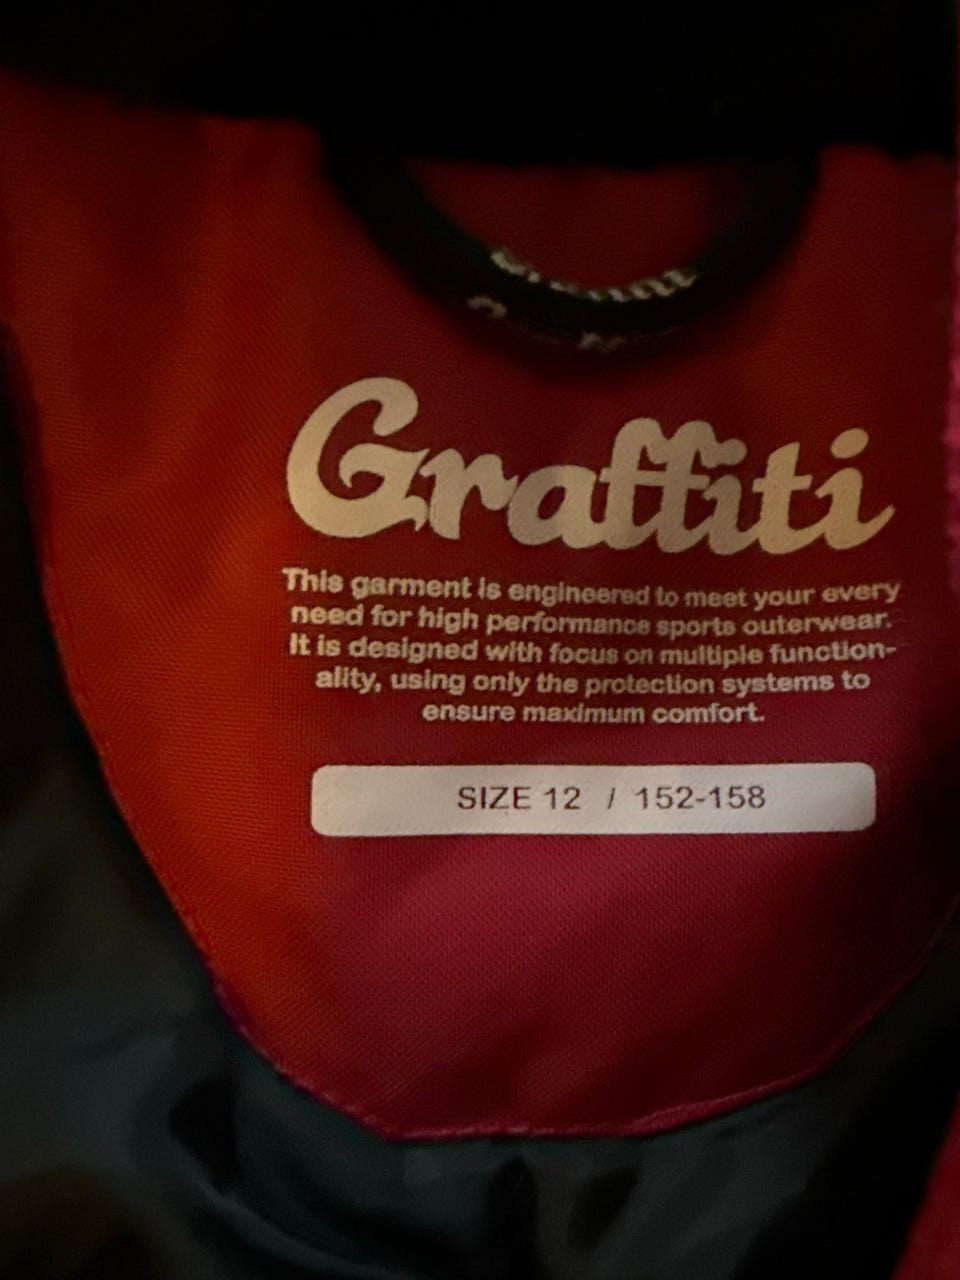 Graffiti
This garment is engineered to meet your every
need for high performance sports outerwear.
It is designed with focus on multiple function-
ality, using only the protection systems to
ensure maximum comfort.
SIZE 12 / 152-158